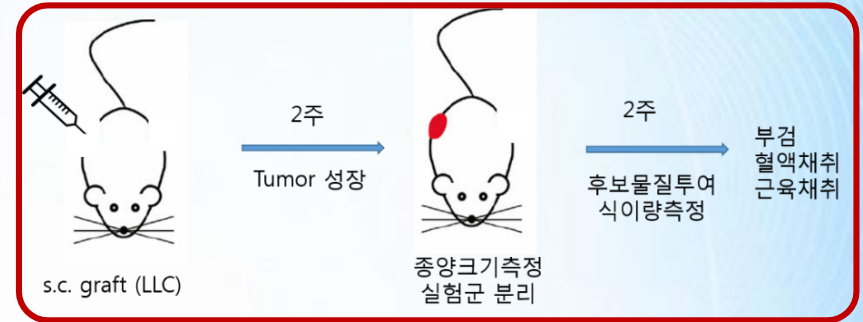 s.c. graft (LLC)
2주
Tumor 성장
종양크기측정
실험군 분리
2주
후보물질투여
식이량측정
부검
혈액채취
근육채취